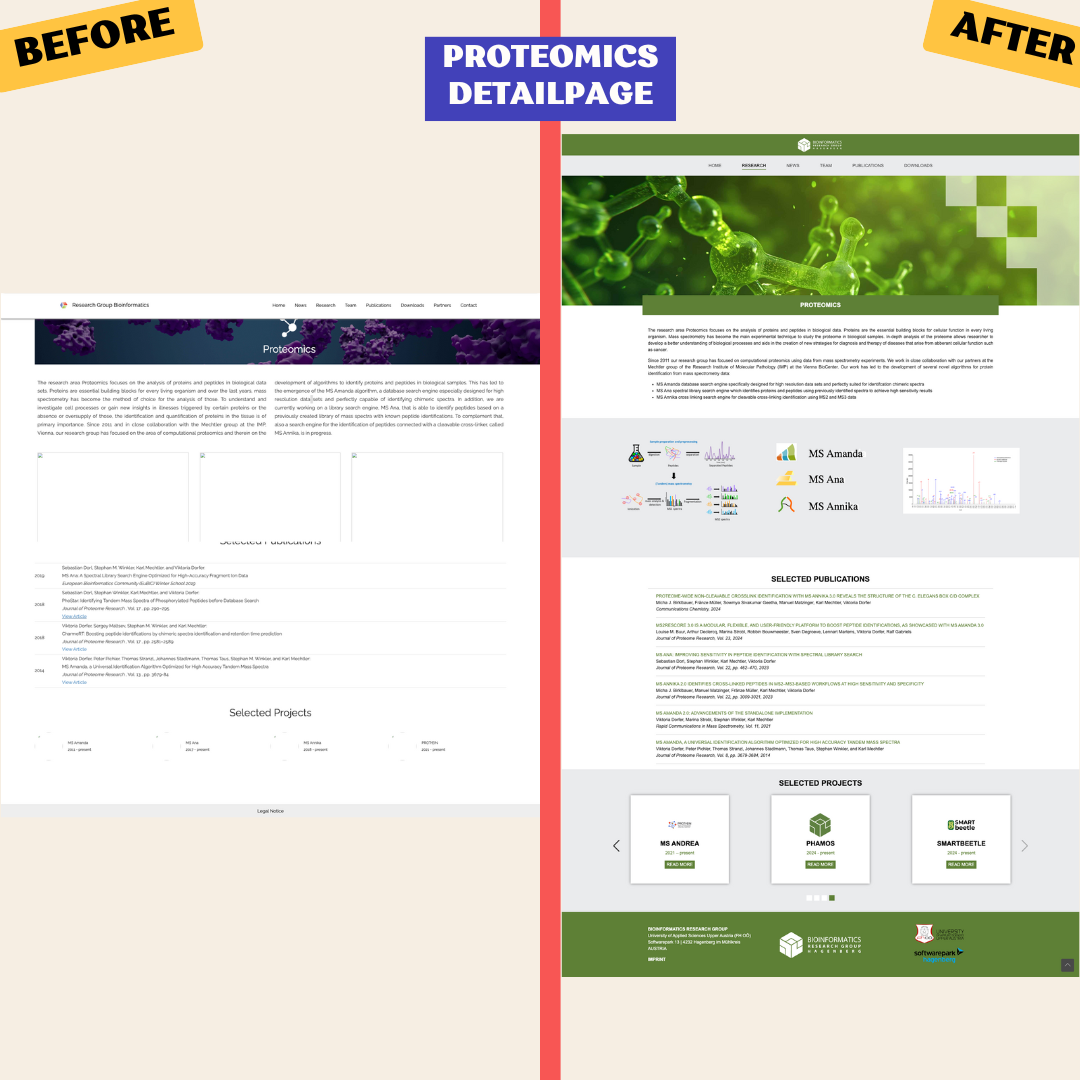 BEFORE
PROTEOMICS
DETAILPAGE
AFTER
Research Group Bioinformatics
Home News Research Team Publications Downloads Partners Contact
Proteomics
The research area Proteomics focuses on the analysis of proteins and peptides in biological data
sets. Proteins are essential building blocks for every living organism and over the last years, mass
spectrometry has become the method of choice for the analysis of those. To understand and
investigate cell processes or gain new insights in illnesses triggered by certain proteins or the
absence or oversupply of those, the identification and quantification of proteins in the tissue is of
primary importance. Since 2011 and in close collaboration with the Mechtler group at the IMP,
Vienna, our research group has focused on the area of computational proteomics and therein on the
development of algorithms to identify proteins and peptides in biological samples. This has led to
the emergence of the MS Amanda algorithm, a database search engine especially designed for high
resolution data sets and perfectly capable of identifying chimeric spectra. In addition, we are
currently working on a library search engine, MS Ana, that is able to identify peptides based on a
previously created library of mass spectra with known peptide identifications. To complement that,
also a search engine for the identification of peptides connected with a cleavable cross-linker, called
MS Annika, is in progress.
Selected Publications
2019
Sebastian Dorl, Stephan M. Winkler, Karl Mechtler, and Viktoria Dorfer
MS Ana: A Spectral Library Search Engine Optimized for High-Accuracy Fragment Ion Data
European Bioinformatics Community (EuBIC) Winter School 2019
2018
Sebastian Dorl, Stephan Winkler, Karl Mechtler, and Viktoria Dorfer
PhoStar: Identifying Tandem Mass Spectra of Phosphorylated Peptides before Database Search
Journal of Proteome Research · Vol. 17 , pp. 290–295
View Article
2018
Viktoria Dorfer, Sergey Maltsev, Stephan Winkler, Karl Mechtler
CharmeRT: Boosting peptide identifications by chimeric spectra identification and retention time prediction
Journal of Proteome Research · Vol. 17 , pp. 2581–2589
View Article
2014
Viktoria Dorfer, Peter Pichler, Thomas Stranzl, Johannes Stadlmann, Thomas Taus, Stephan M. Winkler, and Karl Mechtler
MS Amanda, a Universal Identification Algorithm Optimized for High Accuracy Tandem Mass Spectra
Journal of Proteome Research · Vol. 13 , pp. 3679-84
View Article
Selected Projects
MS Amanda
2011 - present
MS Ana
2017 - present
MS Annika
2018 - present
PROTEIN
2021 - present
Legal Notice
BIOINFORMATICS
RESEARCH GROUP
HAGENBERG
HOME RESEARCH NEWS TEAM PUBLICATIONS DOWNLOADS
PROTEOMICS
The research area Proteomics focuses on the analysis of proteins and peptides in biological data. Proteins are the essential building blocks for cellular function in every living
organism. Mass spectrometry has become the main experimental technique to study the proteome in biological samples. In-depth analysis of the proteome allows researcher to
develop a better understanding of biological processes and aids in the creation of new strategies for diagnosis and therapy of diseases that arise from aberrant cellular function such
as cancer.
Since 2011 our research group has focused on computational proteomics using data from mass spectrometry experiments. We work in close collaboration with our partners at the
Mechtler group of the Research Institute of Molecular Pathology (IMP) at the Vienna BioCenter. Our work has led to the development of several novel algorithms for protein
identification from mass spectrometry data
MS Amanda database search engine specifically designed for high resolution data sets and perfectly suited for identification chimeric spectra
MS Ana spectral library search engine which identifies proteins and peptides using previously identified spectra to achieve high sensitivity results
MS Annika cross-linking search engine for cleavable cross-linking identification using MS2 and MS3 data
MS Amanda
MS Ana
MS Annika
SELECTED PUBLICATIONS
PROTEOME-WIDE NON-CLEAVABLE CROSSLINKING IDENTIFICATION WITH MS ANNIKA 3.0 REVEALS THE STRUCTURE OF THE C. ELEGANS BOX C/D COMPLEX
Micha J. Birklbauer, Fränze Müller, Sowmya Sivakumar Geetha, Manuel Matzinger, Karl Mechtler, Viktoria Dorfer
Communications Chemistry, 2024
MS2RESCORE 3.0 IS A MODULAR, FLEXIBLE, AND USER-FRIENDLY PLATFORM TO BOOST PEPTIDE IDENTIFICATIONS, AS SHOWCASED WITH MS AMANDA 3.0
Louise M. Buur, Arthur Declercq, Marina Strobl, Robbin Bouwmeester, Sven Degroeve, Lennart Martens, Viktoria Dorfer, Ralf Gabriels
Journal of Proteome Research, Vol. 23, 2024
MS ANA: IMPROVING SENSITIVITY IN PEPTIDE IDENTIFICATION WITH SPECTRAL LIBRARY SEARCH
Sebastian Dorl, Stephan Winkler, Karl Mechtler, Viktoria Dorfer
Journal of Proteome Research, Vol. 22, pp. 462–470, 2023
MS ANNIKA 2.0 IDENTIFIES CROSS-LINKED PEPTIDES IN MS2–MS3-BASED WORKFLOWS AT HIGH SENSITIVITY AND SPECIFICITY
Micha J. Birklbauer, Manuel Matzinger, Fränze Müller, Karl Mechtler, Viktoria Dorfer
Journal of Proteome Research, Vol. 22, pp. 3009-3021, 2023
MS AMANDA 2.0: ADVANCEMENTS OF THE STANDALONE IMPLEMENTATION
Viktoria Dorfer, Marina Strobl, Stephan Winkler, Karl Mechtler
Rapid Communications in Mass Spectrometry, Vol. 11, 2021
MS AMANDA, A UNIVERSAL IDENTIFICATION ALGORITHM OPTIMIZED FOR HIGH ACCURACY TANDEM MASS SPECTRA
Viktoria Dorfer, Peter Pichler, Thomas Stranzl, Johannes Stadlmann, Thomas Taus, Stephan Winkler, and Karl Mechtler
Journal of Proteome Research, Vol. 8, pp. 3679-3684, 2014
SELECTED PROJECTS
MS ANDREA
2021 - present
READ MORE
PHAMOS
2024 - present
READ MORE
SMART
beetle
SMARTBEETLE
2024 - present
READ MORE
BIOINFORMATICS RESEARCH GROUP
University of Applied Sciences Upper Austria (FH OÖ)
Softwarepark 13 | 4232 Hagenberg im Mühlkreis
AUSTRIA
IMPRINT
BIOINFORMATICS
RESEARCH GROUP
HAGENBERG
UNIVERSITY
softwarepark